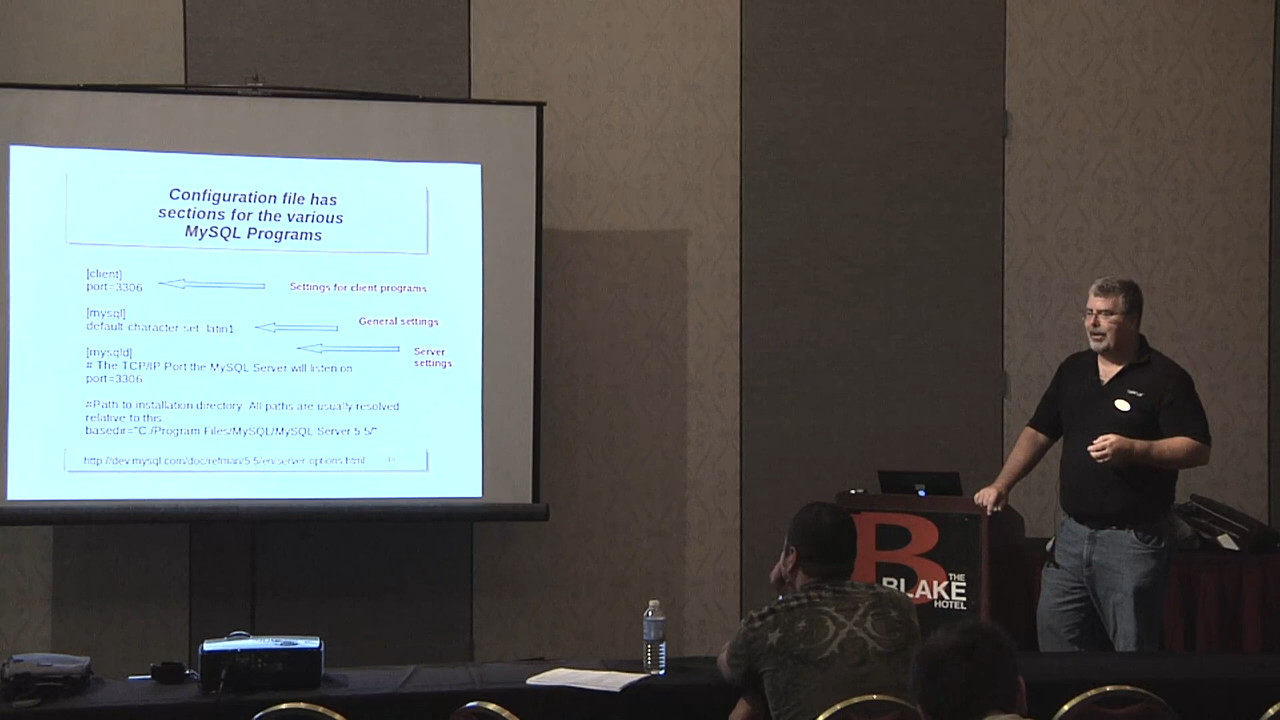 Configuration file has
sections for the various
MySQL Programs
[client]
port=3306
Settings for client programs
[mysql]
default-character-set=latin1
General settings
[mysqld]
Server
settings
# The TCP/IP Port the MySQL Server will listen on
port=3306
#Path to installation directory. All paths are usually resolved
relative to this.
basedir="C:/Program Files/MySQL/MySQL Server 5.5/"
http://dev.mysql.com/doc/refman/5.5/en/server-options.html
B
THE
BLAKE
HOTEL